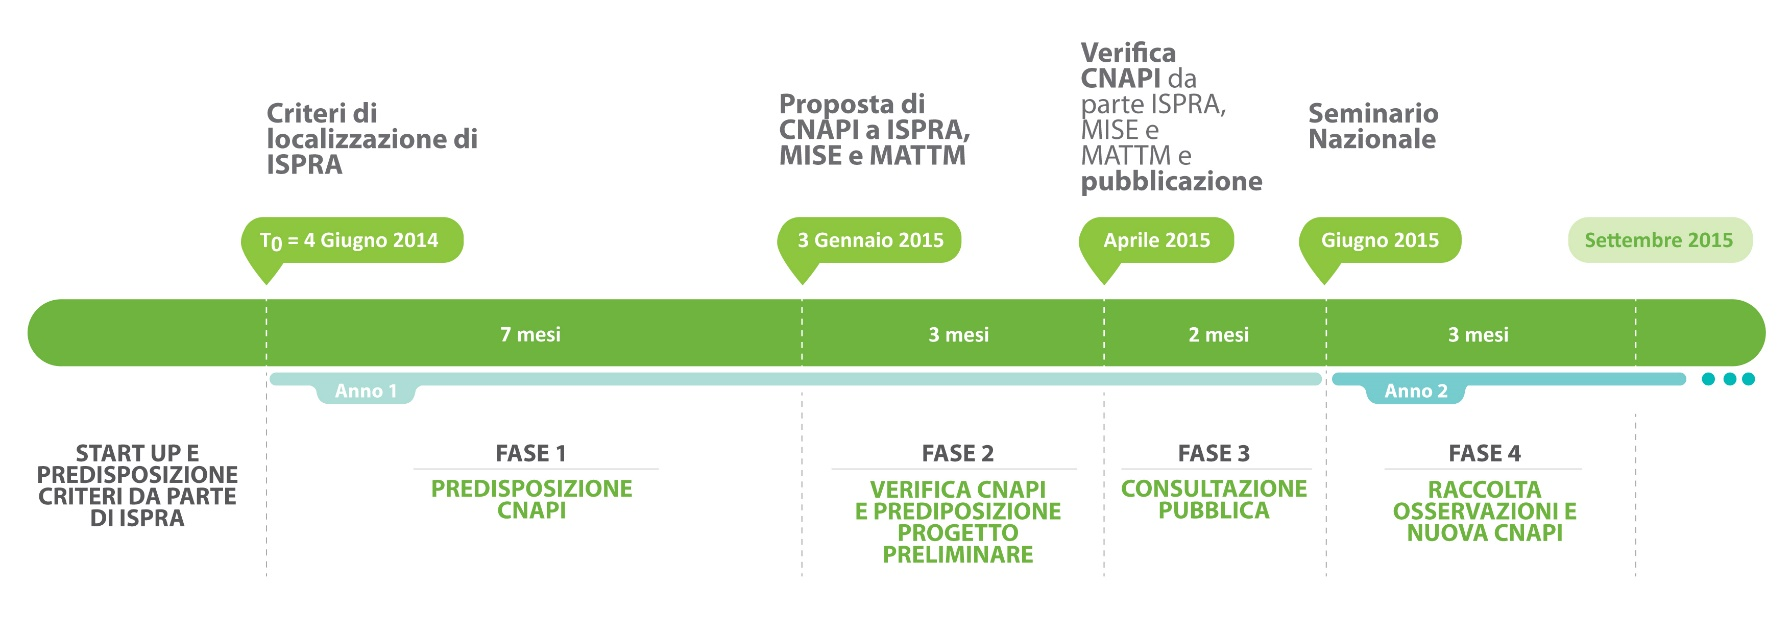 Criteri di
localizzazione di
ISPRA
Proposta di
CNAPI a ISPRA,
MISE e MATTM
Verifica
CNAPI da
parte ISPRA,
MISE e
MATTM e
pubblicazione
Seminario
Nazionale
T0 = 4 Giugno 2014
3 Gennaio 2015
Aprile 2015
Giugno 2015
Settembre 2015
7 mesi
3 mesi
2 mesi
3 mesi
Anno 1
Anno 2
START UP E
PREDISPOSIZIONE
CRITERI DA PARTE
DI ISPRA
FASE 1
PREDISPOSIZIONE
CNAPI
FASE 2
VERIFICA CNAPI
E PREDIPOSIZIONE
PROGETTO
PRELIMINARE
FASE 3
CONSULTAZIONE
PUBBLICA
FASE 4
RACCOLTA
OSSERVAZIONI E
NUOVA CNAPI